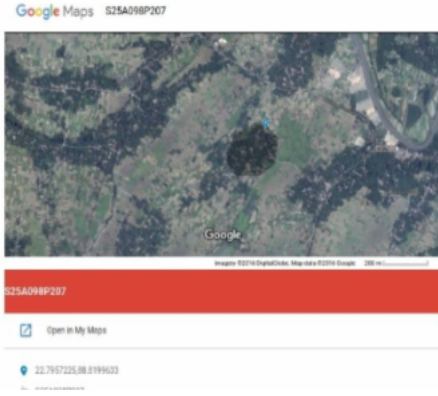 Google Maps S25A098P207
Google
Imagery ©2016 DigitalGlobe, Map data ©2016 Google 200 m
S25A098P207
Open in My Maps
22.7957225,88.8199633